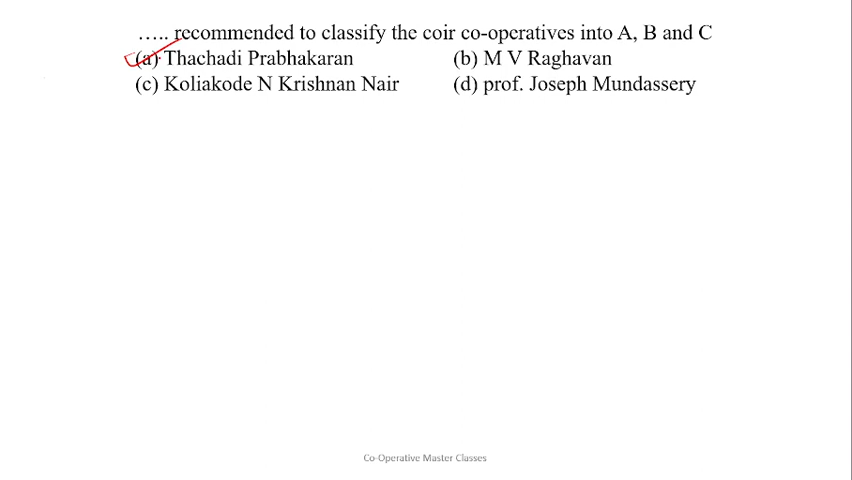 ….. recommended to classify the coir co-operatives into A, B and C
(a) Thachadi Prabhakaran (b) M V Raghavan
(c) Koliakode N Krishnan Nair (d) prof. Joseph Mundassery
Co-Operative Master Classes